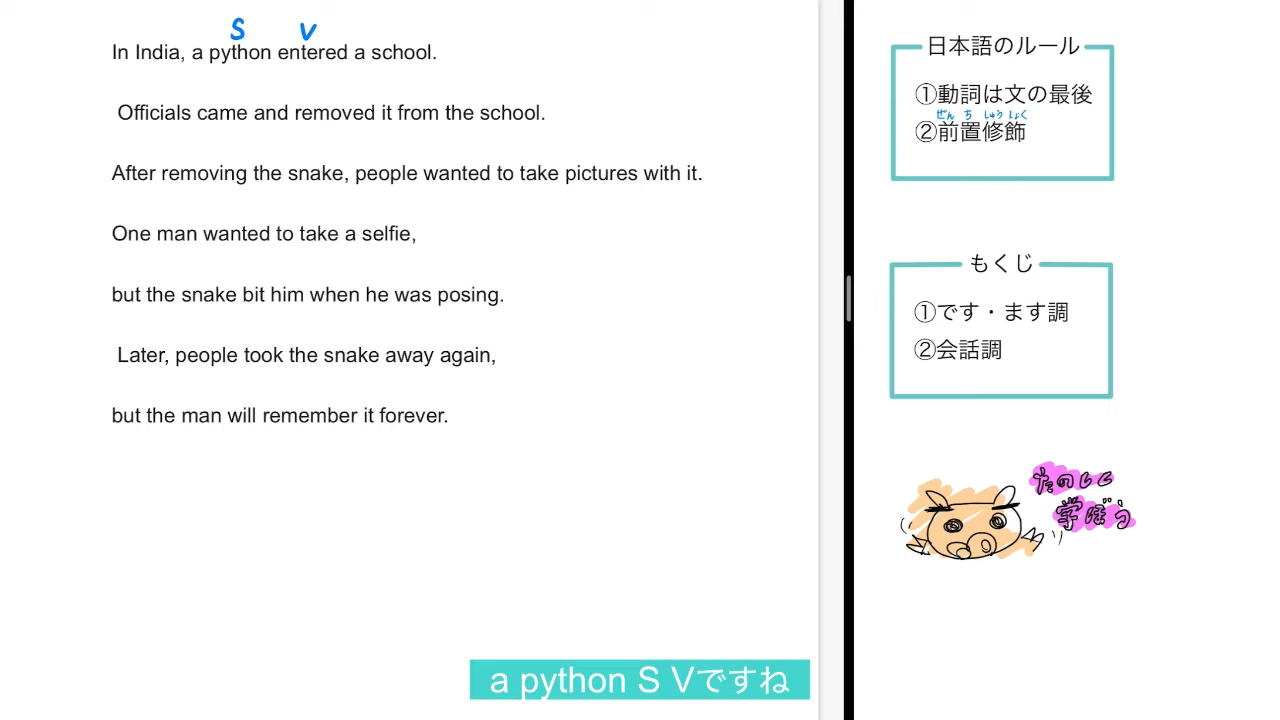 S V
In India, a python entered a school.
Officials came and removed it from the school.
After removing the snake, people wanted to take pictures with it.
One man wanted to take a selfie,
but the snake bit him when he was posing.
Later, people took the snake away again,
but the man will remember it forever.
a python S Vですね
日本語のルール
①動詞は文の最後
ぜん ち しゅう しょく
②前置修飾
もくじ
①です・ます調
②会話調
たのしく
学ぼう